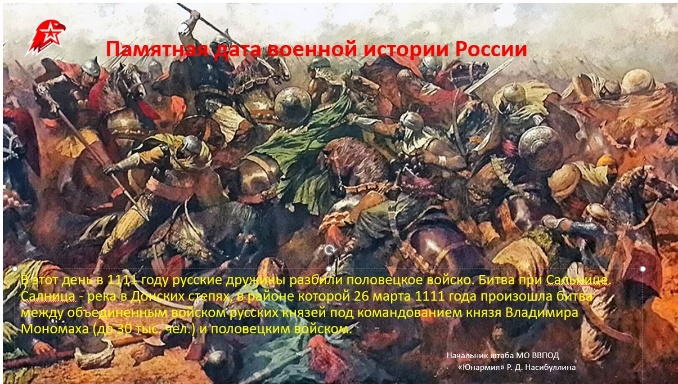 Памятная дата военной истории России
В этот день в 1111 году русские дружины разбили половецкое войско. Битва при Сальнице.
Салница - река в Донских степях, в районе которой 26 марта 1111 года произошла битва
между объединенным войском русских князей под командованием князя Владимира
Мономаха (до 30 тыс. чел.) и половецким войском.
Начальник штаба МО ВВПОД
«Юнармия» Р. Д. Насибуллина